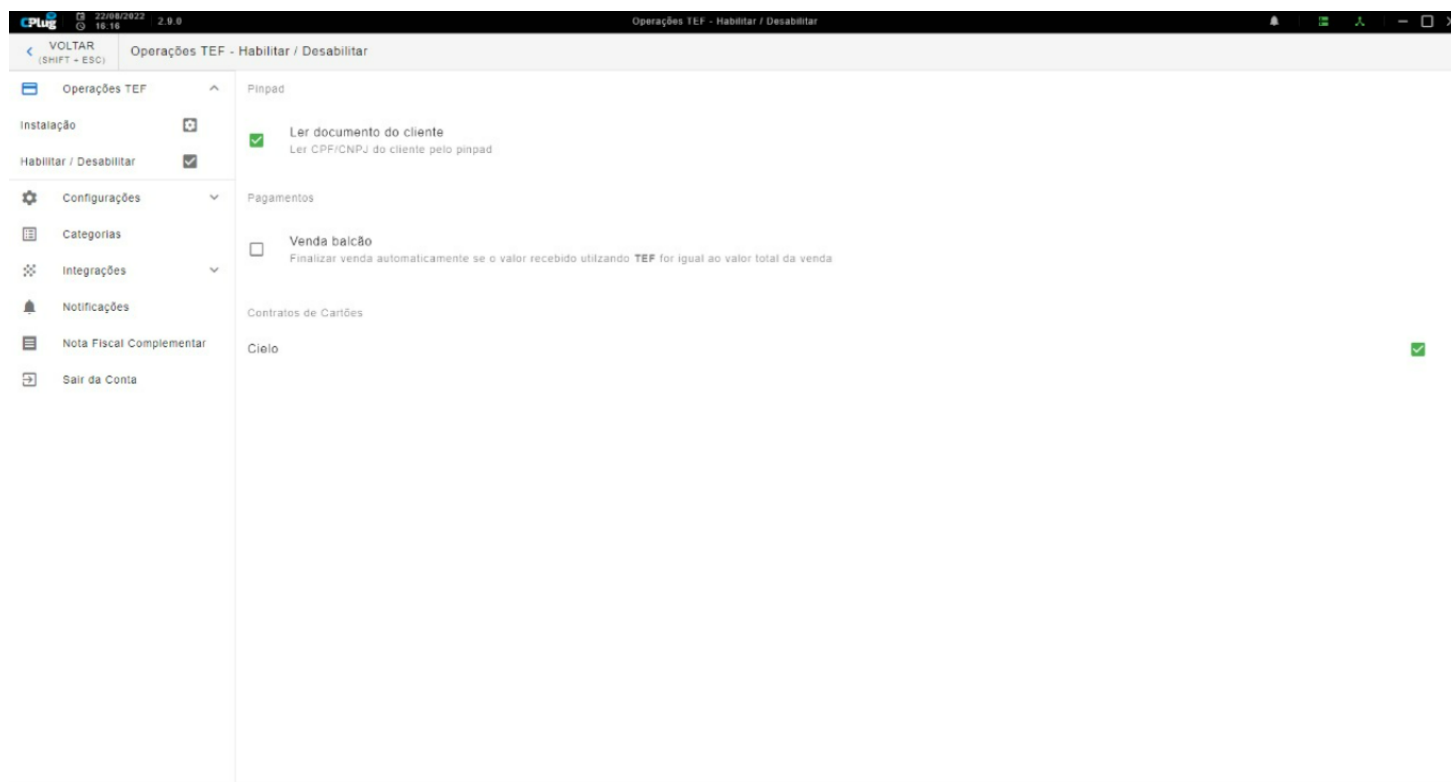 CPlug 22/08/2022 16:16 2.9.0 Operações TEF - Habilitar / Desabilitar
VOLTAR
(SHIFT + ESC)
Operações TEF - Habilitar / Desabilitar
Operações TEF
Instalação
Habilitar / Desabilitar
Configurações
Categorias
Integrações
Notificações
Nota Fiscal Complementar
Sair da Conta
Pinpad
Ler documento do cliente
Ler CPF/CNPJ do cliente pelo pinpad
Pagamentos
Venda balcão
Finalizar venda automaticamente se o valor recebido utilzando TEF for igual ao valor total da venda
Contratos de Cartões
Cielo